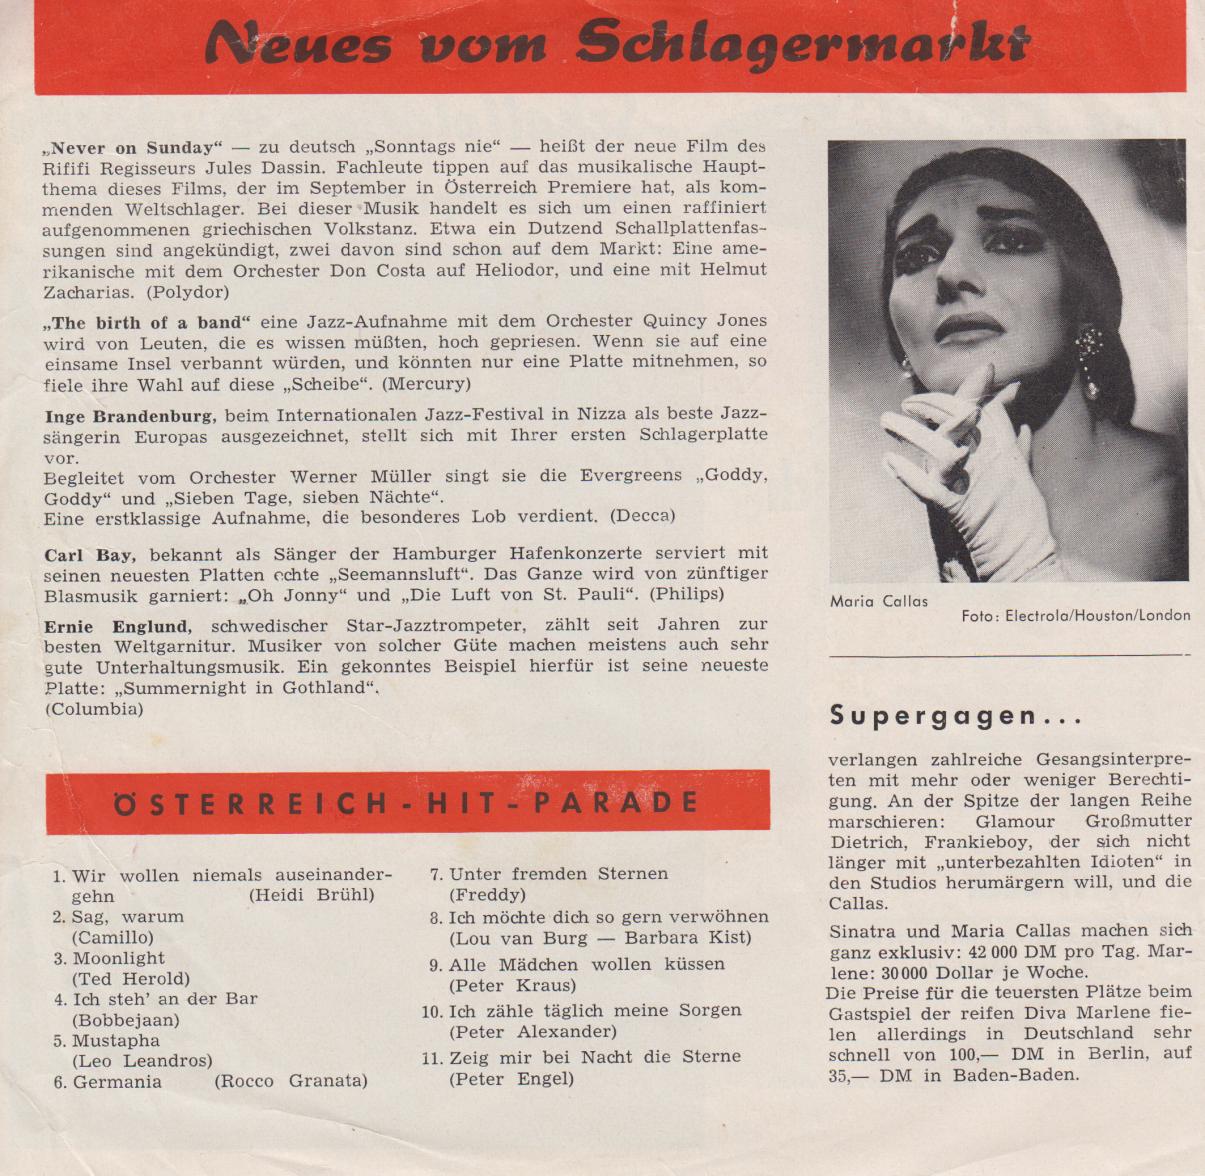 Neues vom Schlagermarkt
„Never on Sunday“ — zu deutsch „Sonntags nie“ — heißt der neue Film des
Rififi Regisseurs Jules Dassin. Fachleute tippen auf das musikalische Haupt-
thema dieses Films, der im September in Österreich Premiere hat, als kom-
menden Weltschlager. Bei dieser Musik handelt es sich um einen raffiniert
aufgenommenen griechischen Volkstanz. Etwa ein Dutzend Schallplattenfas-
sungen sind angekündigt, zwei davon sind schon auf dem Markt: Eine ame-
rikanische mit dem Orchester Don Costa auf Heliodor, und eine mit Helmut
Zacharias. (Polydor)
„The birth of a band“ eine Jazz-Aufnahme mit dem Orchester Quincy Jones
wird von Leuten, die es wissen müßten, hoch gepriesen. Wenn sie auf eine
einsame Insel verbannt würden, und könnten nur eine Platte mitnehmen, so
fiele ihre Wahl auf diese „Scheibe“. (Mercury)
Inge Brandenburg, beim Internationalen Jazz-Festival in Nizza als beste Jazz-
sängerin Europas ausgezeichnet, stellt sich mit Ihrer ersten Schlagerplatte
vor.
Begleitet vom Orchester Werner Müller singt sie die Evergreens „Goddy,
Goddy“ und „Sieben Tage, sieben Nächte“.
Eine erstklassige Aufnahme, die besonderes Lob verdient. (Decca)
Carl Bay, bekannt als Sänger der Hamburger Hafenkonzerte serviert mit
seinen neuesten Platten echte „Seemannsluft“. Das Ganze wird von zünftiger
Blasmusik garniert: „Oh Jonny“ und „Die Luft von St. Pauli“. (Philips)
Ernie Englund, schwedischer Star-Jazztrompeter, zählt seit Jahren zur
besten Weltgarnitur. Musiker von solcher Güte machen meistens auch sehr
gute Unterhaltungsmusik. Ein gekonntes Beispiel hierfür ist seine neueste
Platte: „Summernight in Gothland“.
(Columbia)
ÖSTERREICH-HIT-PARADE
1. Wir wollen niemals auseinander-
gehn (Heidi Brühl)
2. Sag, warum
(Camillo)
3. Moonlight
(Ted Herold)
4. Ich steh' an der Bar
(Bobbejaan)
5. Mustapha
(Leo Leandros)
6. Germania (Rocco Granata)
7. Unter fremden Sternen
(Freddy)
8. Ich möchte dich so gern verwöhnen
(Lou van Burg — Barbara Kist)
9. Alle Mädchen wollen küssen
(Peter Kraus)
10. Ich zähle täglich meine Sorgen
(Peter Alexander)
11. Zeig mir bei Nacht die Sterne
(Peter Engel)
Maria Callas
Foto: Electrola/Houston/London
Supergagen...
verlangen zahlreiche Gesangsinterpre-
ten mit mehr oder weniger Berechti-
gung. An der Spitze der langen Reihe
marschieren: Glamour Großmutter
Dietrich, Frankieboy, der sich nicht
länger mit „unterbezahlten Idioten“ in
den Studios herumärgern will, und die
Callas.
Sinatra und Maria Callas machen sich
ganz exklusiv: 42 000 DM pro Tag. Mar-
lene: 30 000 Dollar je Woche.
Die Preise für die teuersten Plätze beim
Gastspiel der reifen Diva Marlene fie-
len allerdings in Deutschland sehr
schnell von 100,— DM in Berlin, auf
35,— DM in Baden-Baden.